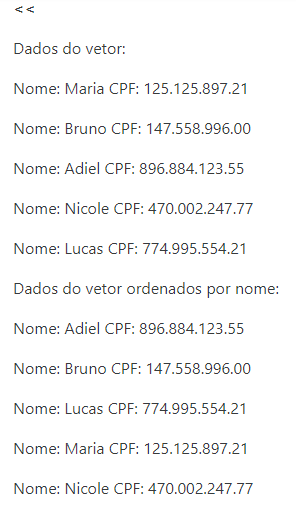 <<
Dados do vetor:
Nome: Maria CPF: 125.125.897.21
Nome: Bruno CPF: 147.558.996.00
Nome: Adiel CPF: 896.884.123.55
Nome: Nicole CPF: 470.002.247.77
Nome: Lucas CPF: 774.995.554.21
Dados do vetor ordenados por nome:
Nome: Adiel CPF: 896.884.123.55
Nome: Bruno CPF: 147.558.996.00
Nome: Lucas CPF: 774.995.554.21
Nome: Maria CPF: 125.125.897.21
Nome: Nicole CPF: 470.002.247.77